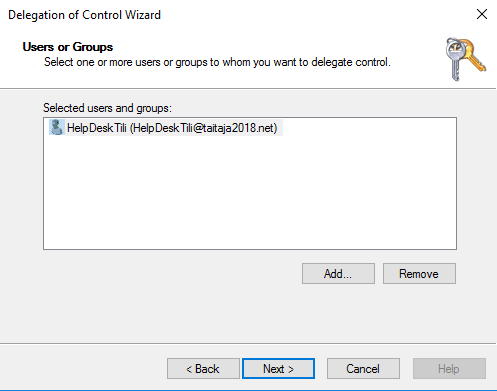 Delegation of Control Wizard
Users or Groups
Select one or more users or groups to whom you want to delegate control.
Selected users and groups:
HelpDeskTili (HelpDeskTili@taitaja2018.net)
Add... Remove
< Back Next > Cancel Help